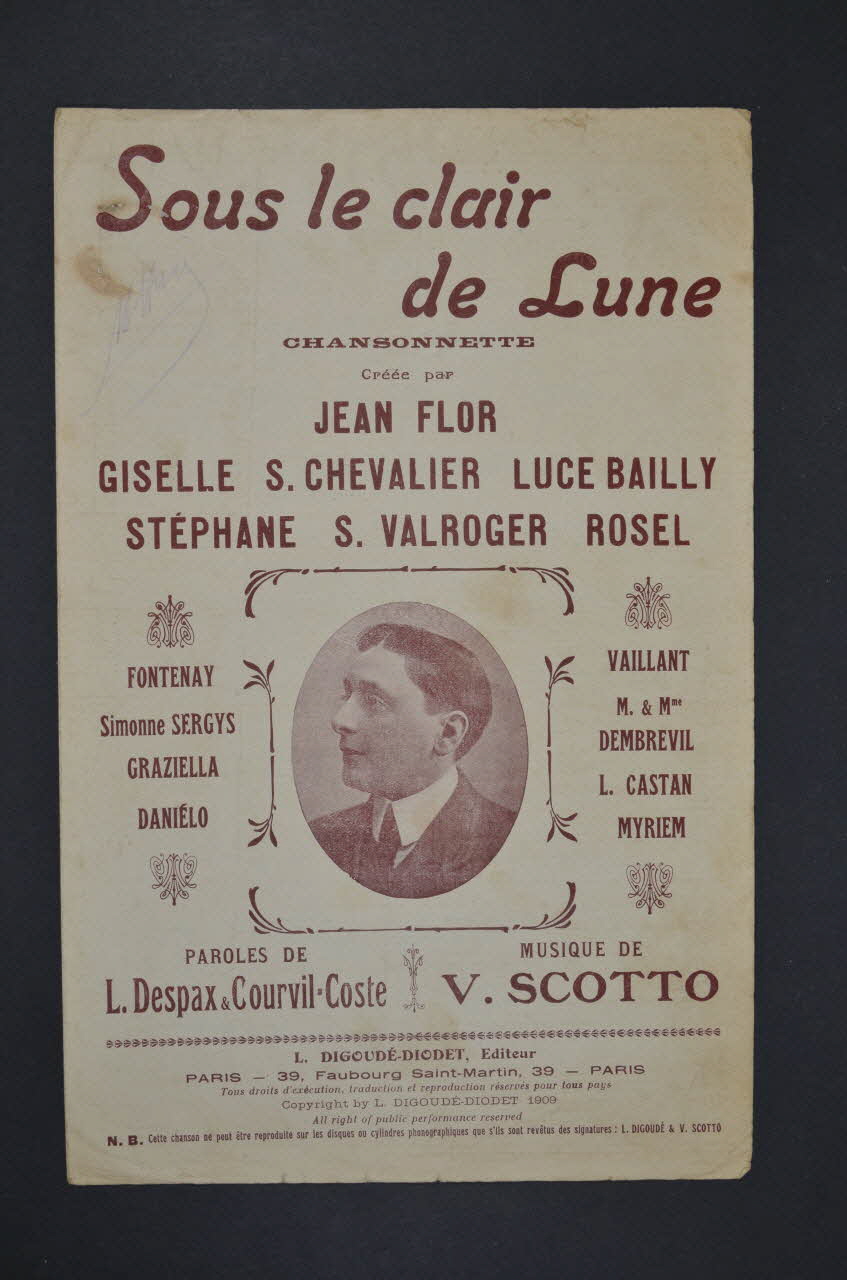 Sous le clair
de Lune
CHANSONNETTE
Créée par
JEAN FLOR
GISELLE S. CHEVALIER LUCE BAILLY
STÉPHANE S. VALROGER ROSEL
FONTENAY
Simonne SERGYS
GRAZIELLA
DANIÉLO
VAILLANT
M. & Mme
DEMBREVIL
L. CASTAN
MYRIEM
PAROLES DE
L. Despax & Courvil-Coste
MUSIQUE DE
V. SCOTTO
L. DIGOUDÉ-DIODET, Editeur
PARIS — 39, Faubourg Saint-Martin, 39 — PARIS
Tous droits d'exécution, traduction et reproduction réservés pour tous pays
Copyright by L. DIGOUDÉ-DIODET 1909
All right of public performance reserved
N. B. Cette chanson ne peut être reproduite sur les disques ou cylindres phonographiques que s'ils sont revêtus des signatures : L. DIGOUDÉ & V. SCOTTO